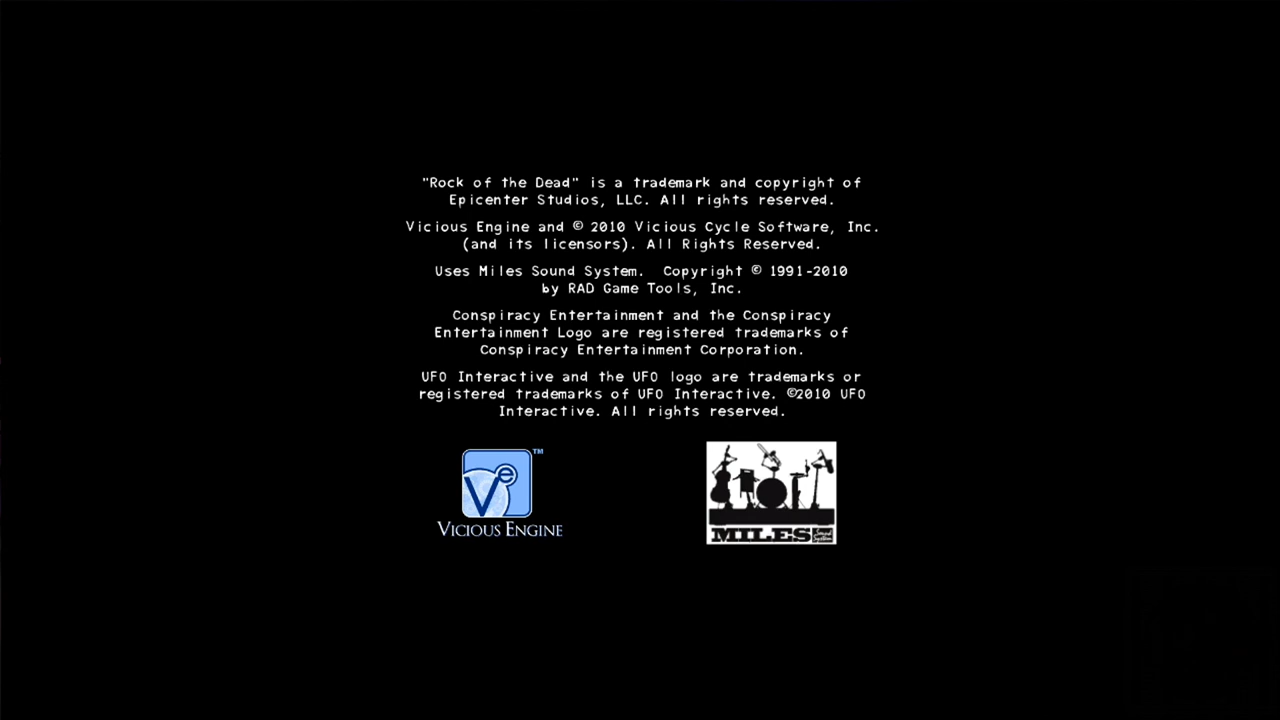 "Rock of the Dead" is a trademark and copyright of
Epicenter Studios, LLC. All rights reserved.
Vicious Engine and © 2010 Vicious Cycle Software, Inc.
(and its licensors). All Rights Reserved.
Uses Miles Sound System. Copyright © 1991-2010
by RAD Game Tools, Inc.
Conspiracy Entertainment and the Conspiracy
Entertainment Logo are registered trademarks of
Conspiracy Entertainment Corporation.
UFO Interactive and the UFO logo are trademarks or
registered trademarks of UFO Interactive. ©2010 UFO
Interactive. All rights reserved.
Ve™
VICIOUS ENGINE
MILES Sound System